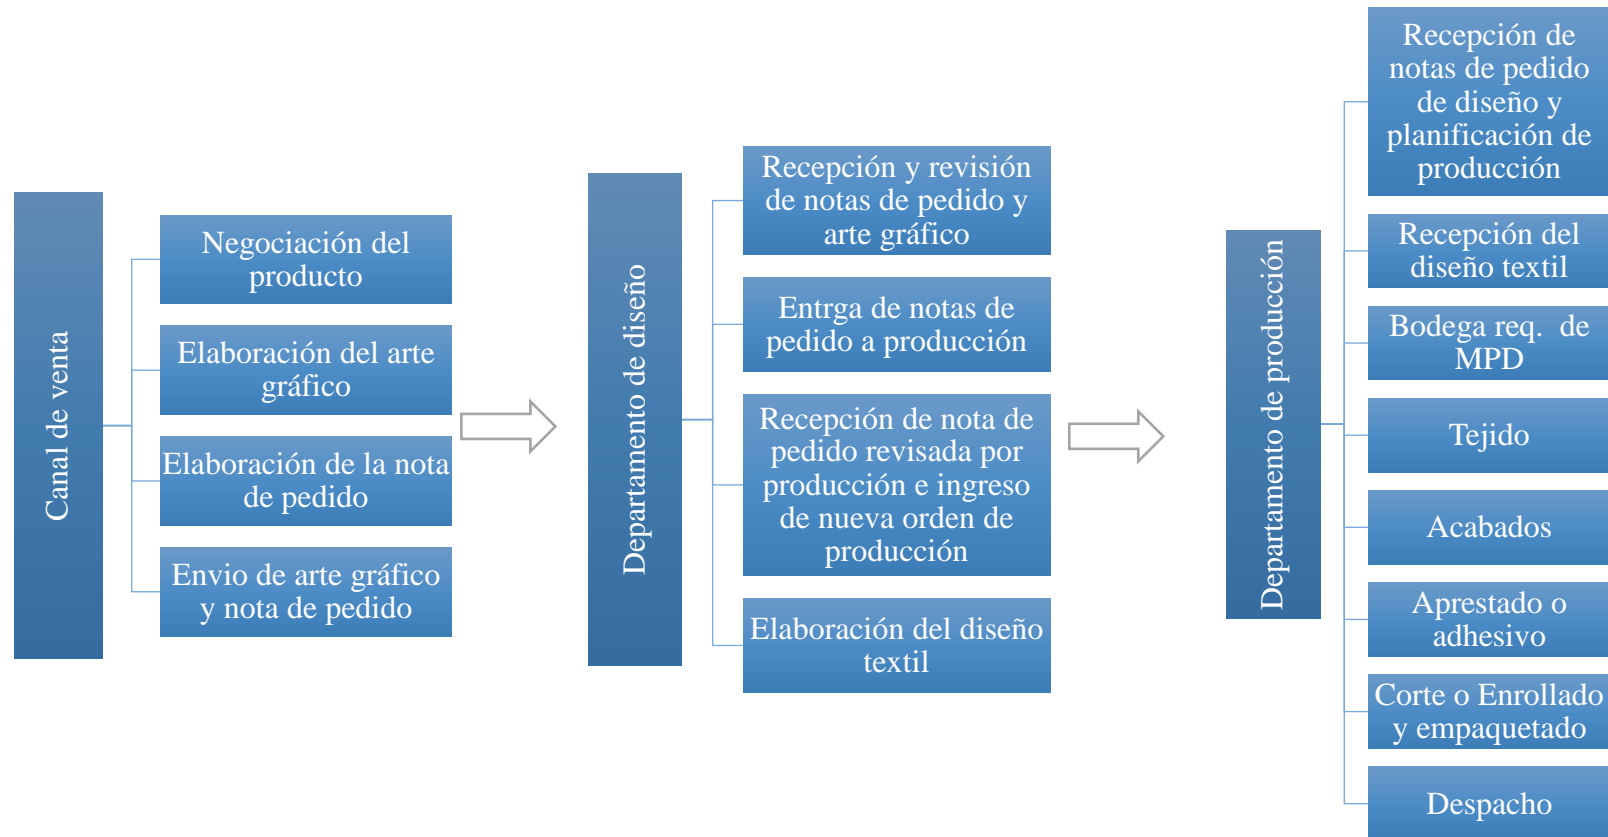 Canal de venta
Negociación del
producto
Elaboración del arte
gráfico
Elaboración de la nota
de pedido
Envio de arte gráfico
y nota de pedido
Departamento de diseño
Recepción y revisión
de notas de pedido y
arte gráfico
Entrga de notas de
pedido a producción
Recepción de nota de
pedido revisada por
producción e ingreso
de nueva orden de
producción
Elaboración del diseño
textil
Departamento de producción
Recepción de
notas de pedido
de diseño y
planificación de
producción
Recepción del
diseño textil
Bodega req.  de
MPD
Tejido
Acabados
Aprestado o
adhesivo
Corte o Enrollado
y empaquetado
Despacho